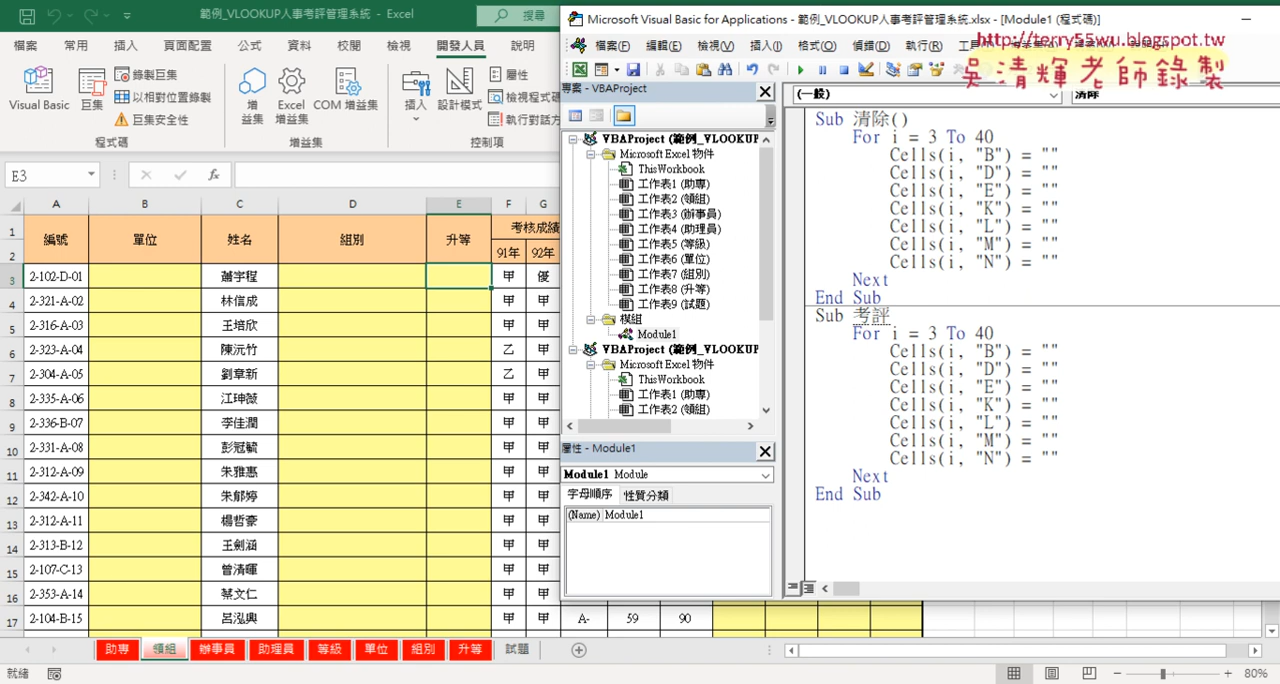 範例_VLOOKUP人事考評管理系統.xlsx - Excel
搜尋
檔案 常用 插入 頁面配置 公式 資料 校閱 檢視 開發人員 說明
Visual Basic
巨集
錄製巨集
以相對位置錄製
巨集安全性
程式碼
增益集
Excel 增益集
COM 增益集
增益集
插入
設計模式
屬性
檢視程式碼
執行對話方
控制項
E3
fx
A B C D E F G
編號 單位 姓名 組別 升等 考核成績
91年 92年
3 2-102-D-01 蕭宇程 甲 優
4 2-321-A-02 林信成 甲 甲
5 2-316-A-03 王培欣 甲 甲
6 2-323-A-04 陳沅竹 乙 甲
7 2-304-A-05 劉章新 乙 甲
8 2-335-A-06 江珅薇 甲 甲
9 2-336-B-07 李佳潤 甲 甲
10 2-331-A-08 彭冠毓 甲 甲
11 2-312-A-09 朱雅惠 甲 甲
12 2-342-A-10 朱郁婷 甲 甲
13 2-312-A-11 楊哲豪 甲 甲
14 2-313-B-12 王劍涵 甲 甲
15 2-107-C-13 曾清暉 甲 甲
16 2-353-A-14 蔡文仁 甲 甲
17 2-104-B-15 呂泓興 甲 甲 A- 59 90
助專 領組 辦事員 助理員 等級 單位 組別 升等 試題
就緒
80%
Microsoft Visual Basic for Applications - 範例_VLOOKUP人事考評管理系統.xlsx - [Module1 (程式碼)]
http://terry55wu.blogspot.tw
檔案(F) 編輯(E) 檢視(V) 插入(I) 格式(O) 偵錯(D) 執行(R)
吳清輝老師錄製
專案 - VBAProject
VBAProject (範例_VLOOKUP
Microsoft Excel 物件
ThisWorkbook
工作表1 (助專)
工作表2 (領組)
工作表3 (辦事員)
工作表4 (助理員)
工作表5 (等級)
工作表6 (單位)
工作表7 (組別)
工作表8 (升等)
工作表9 (試題)
模組
Module1
VBAProject (範例_VLOOKUP
Microsoft Excel 物件
ThisWorkbook
工作表1 (助專)
工作表2 (領組)
屬性 - Module1
Module1 Module
字母順序 性質分類
(Name) Module1
(一般)
清除
Sub 清除()
For i = 3 To 40
Cells(i, "B") = ""
Cells(i, "D") = ""
Cells(i, "E") = ""
Cells(i, "K") = ""
Cells(i, "L") = ""
Cells(i, "M") = ""
Cells(i, "N") = ""
Next
End Sub
Sub 考評
For i = 3 To 40
Cells(i, "B") = ""
Cells(i, "D") = ""
Cells(i, "E") = ""
Cells(i, "K") = ""
Cells(i, "L") = ""
Cells(i, "M") = ""
Cells(i, "N") = ""
Next
End Sub